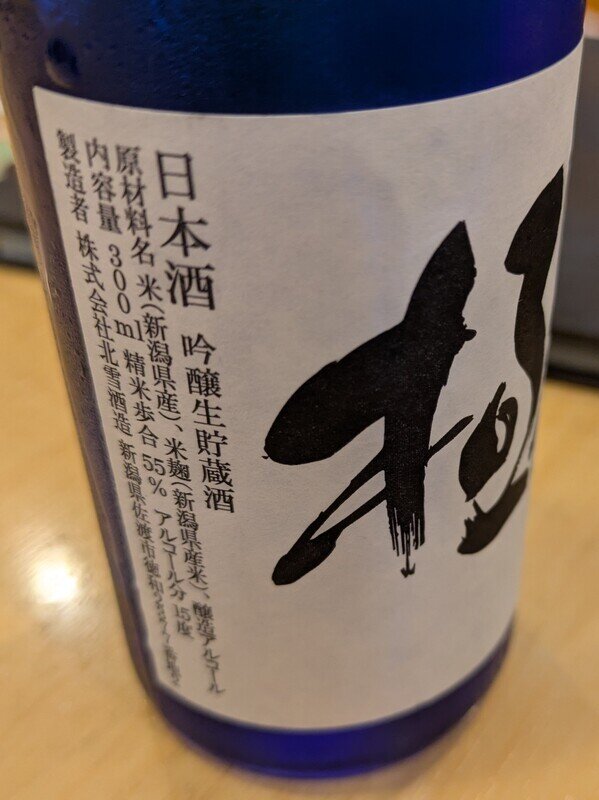 極
日本酒 吟醸生貯蔵酒
原材料名 米(新潟県産)、米麹(新潟県産米)、醸造アルコール
内容量 300ml 精米歩合 55% アルコール分 15度
製造者 株式会社北雪酒造 新潟県佐渡市徳和